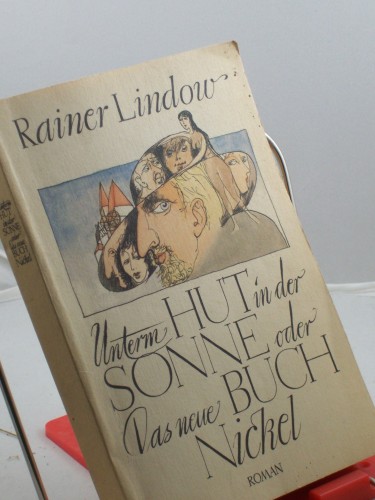 Rainer Lindow
Unterm HUT in der
SONNE oder
Das neue BUCH
Nickel
ROMAN